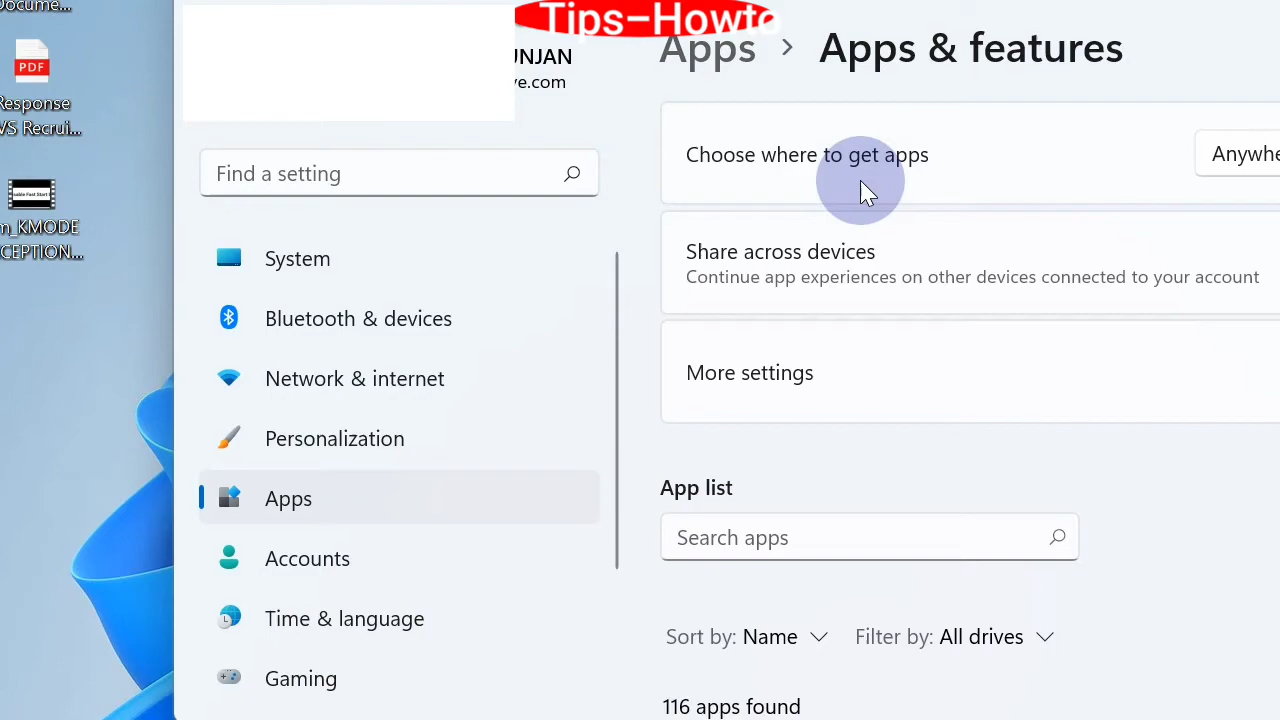 Docume...
PDF
Response
WS Recrui...
m_KMODE
CEPTION...
Tips-Howto
UNJAN
ve.com
Find a setting
System
Bluetooth & devices
Network & internet
Personalization
Apps
Accounts
Time & language
Gaming
Apps > Apps & features
Choose where to get apps
Anywhe
Share across devices
Continue app experiences on other devices connected to your account
More settings
App list
Search apps
Sort by: Name Filter by: All drives
116 apps found